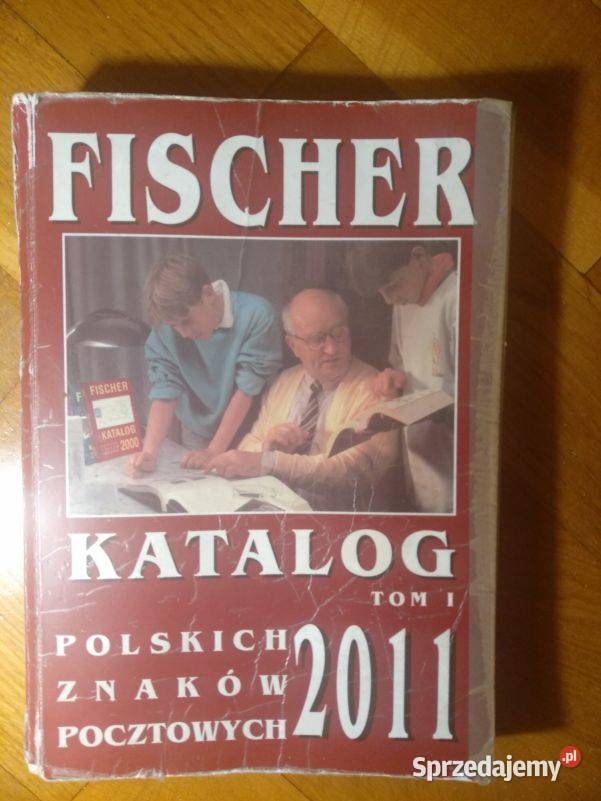 FISCHER
FISCHER
KATALOG
2000
KATALOG
TOM I
POLSKICH
ZNAKÓW
POCZTOWYCH
2011
Sprzedajemy.pl